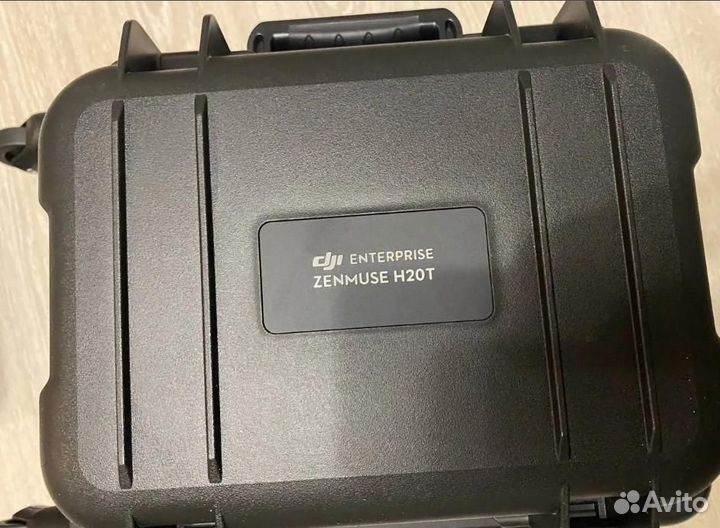 dji ENTERPRISE
ZENMUSE H20T
Avito